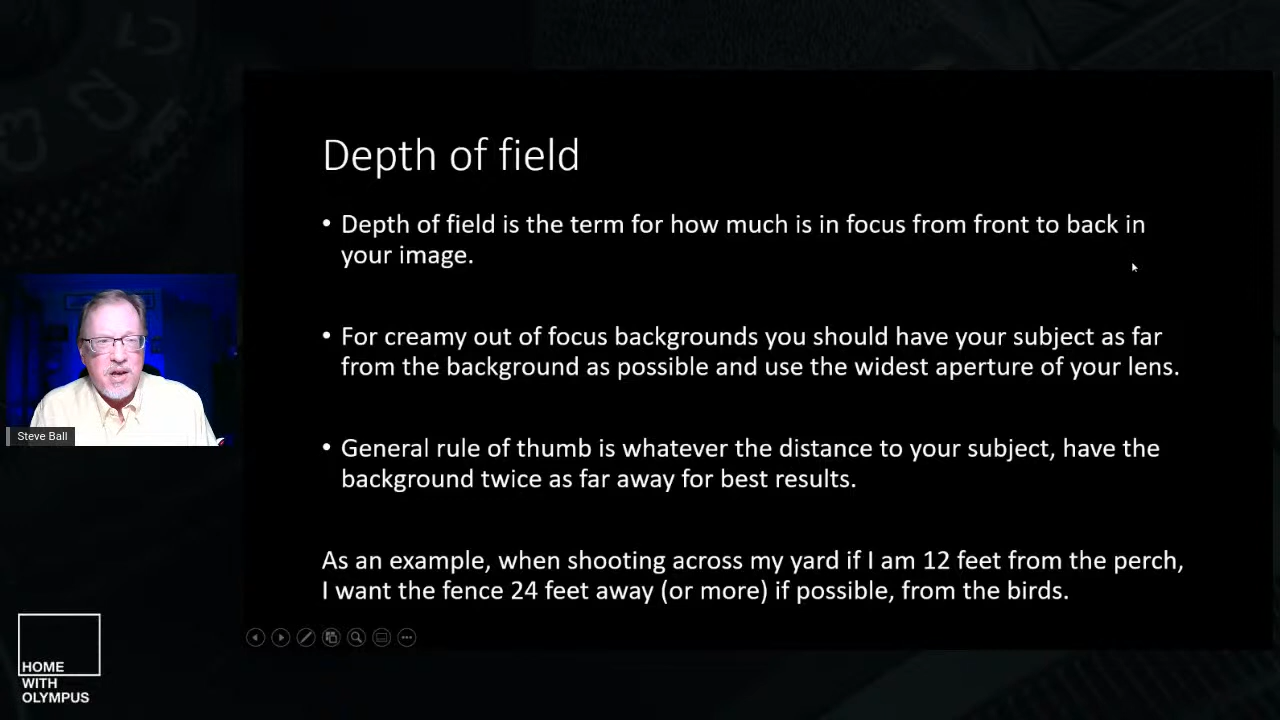 Depth of field
• Depth of field is the term for how much is in focus from front to back in
your image.
• For creamy out of focus backgrounds you should have your subject as far
from the background as possible and use the widest aperture of your lens.
• General rule of thumb is whatever the distance to your subject, have the
background twice as far away for best results.
As an example, when shooting across my yard if I am 12 feet from the perch,
I want the fence 24 feet away (or more) if possible, from the birds.
Steve Ball
HOME
WITH
OLYMPUS